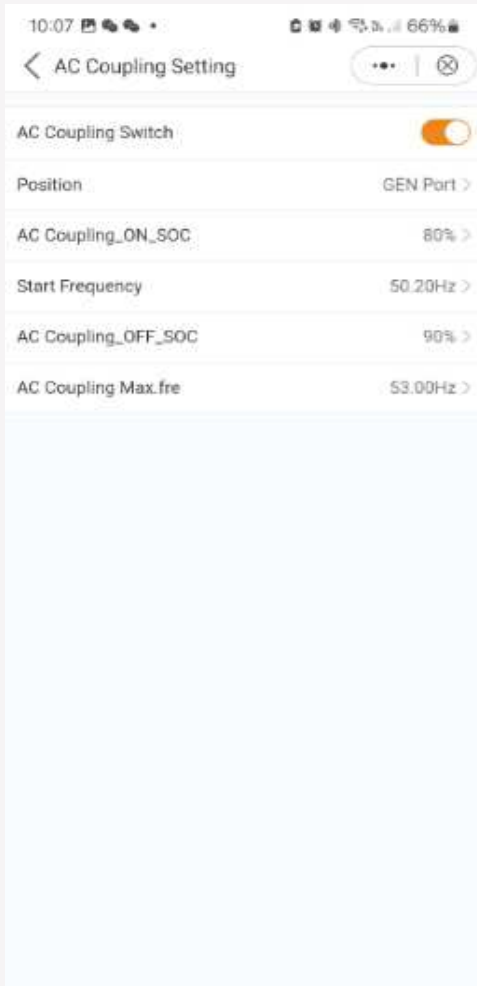 10:07 66%
AC Coupling Setting
AC Coupling Switch
Position GEN Port
AC Coupling_ON_SOC 80%
Start Frequency 50.20Hz
AC Coupling_OFF_SOC 90%
AC Coupling Max.fre 53.00Hz